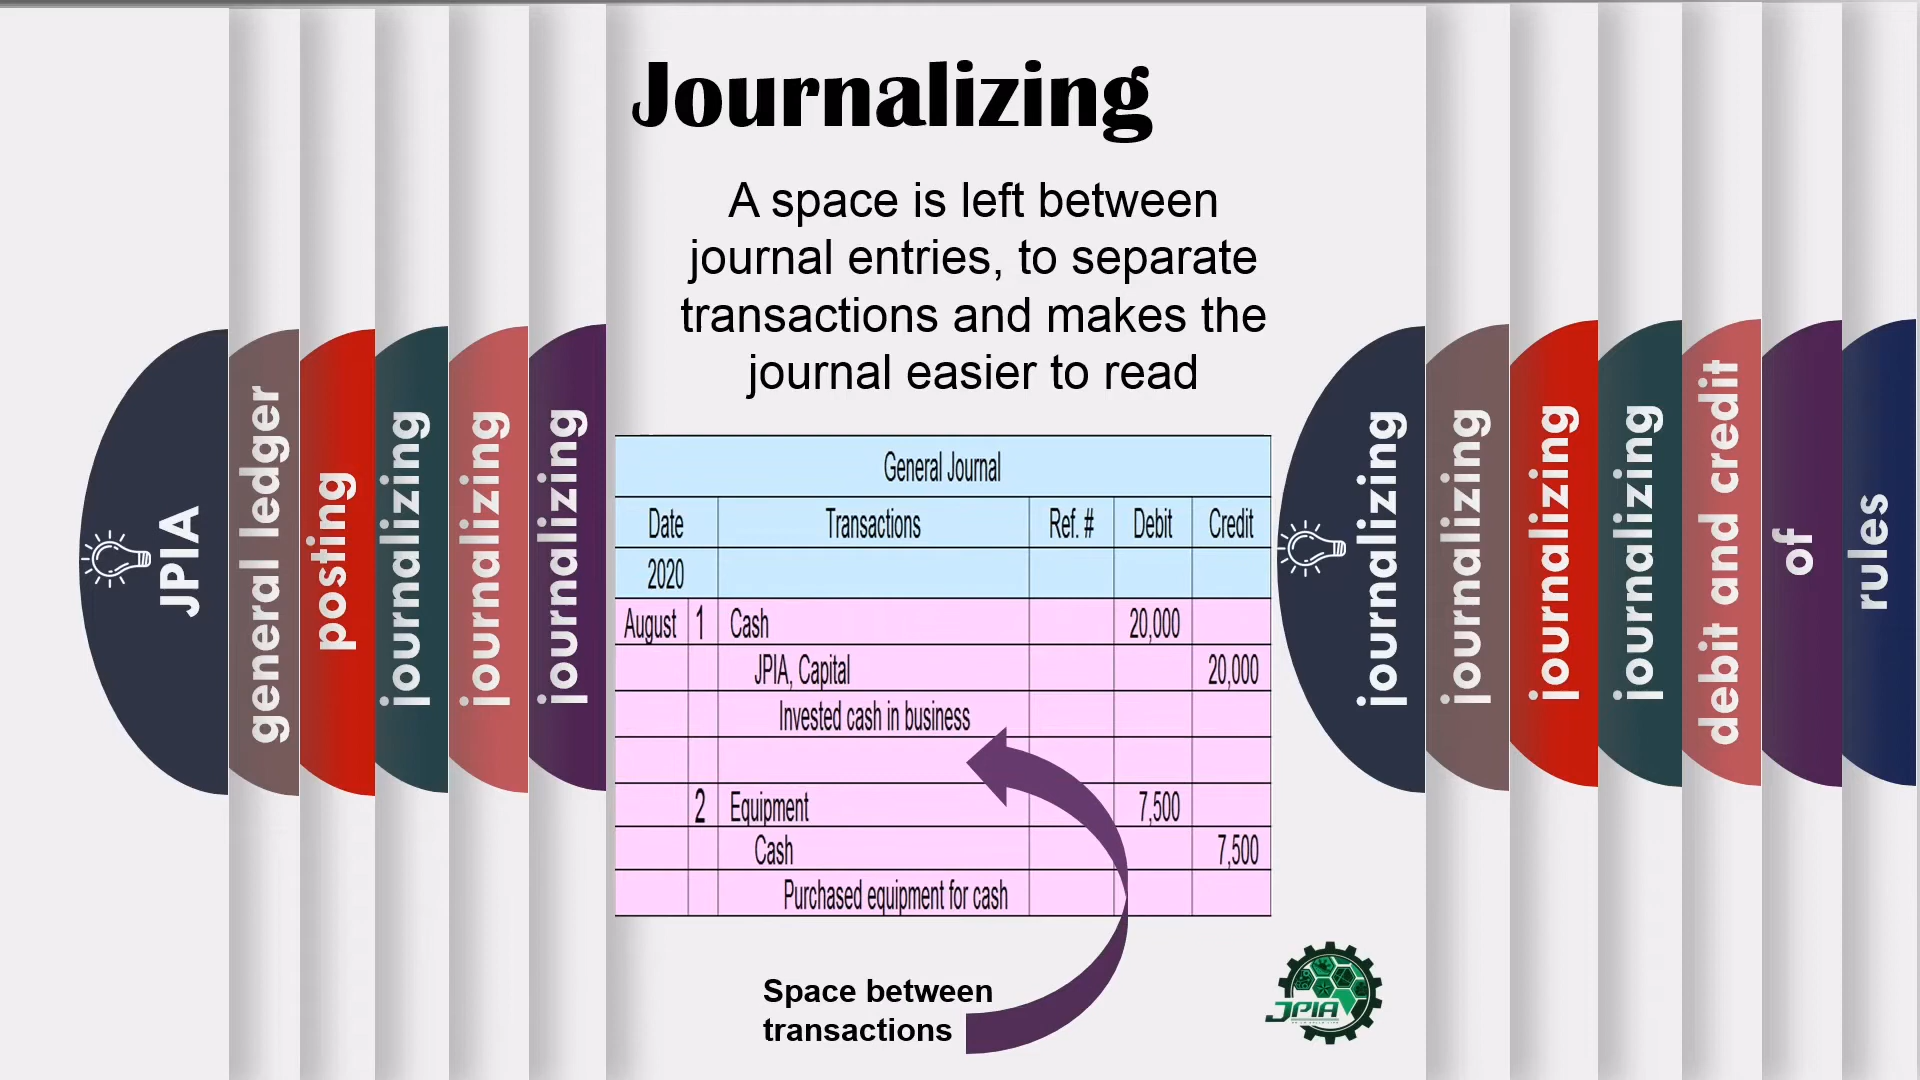 Journalizing
A space is left between
journal entries, to separate
transactions and makes the
journal easier to read
JPIA
general ledger
posting
journalizing
journalizing
journalizing
General Journal
Date Transactions Ref. # Debit Credit
2020
August 1 Cash 20,000
JPIA, Capital 20,000
Invested cash in business
2 Equipment 7,500
Cash 7,500
Purchased equipment for cash
Space between
transactions
journalizing
journalizing
journalizing
journalizing
debit and credit
of
rules
JPIA